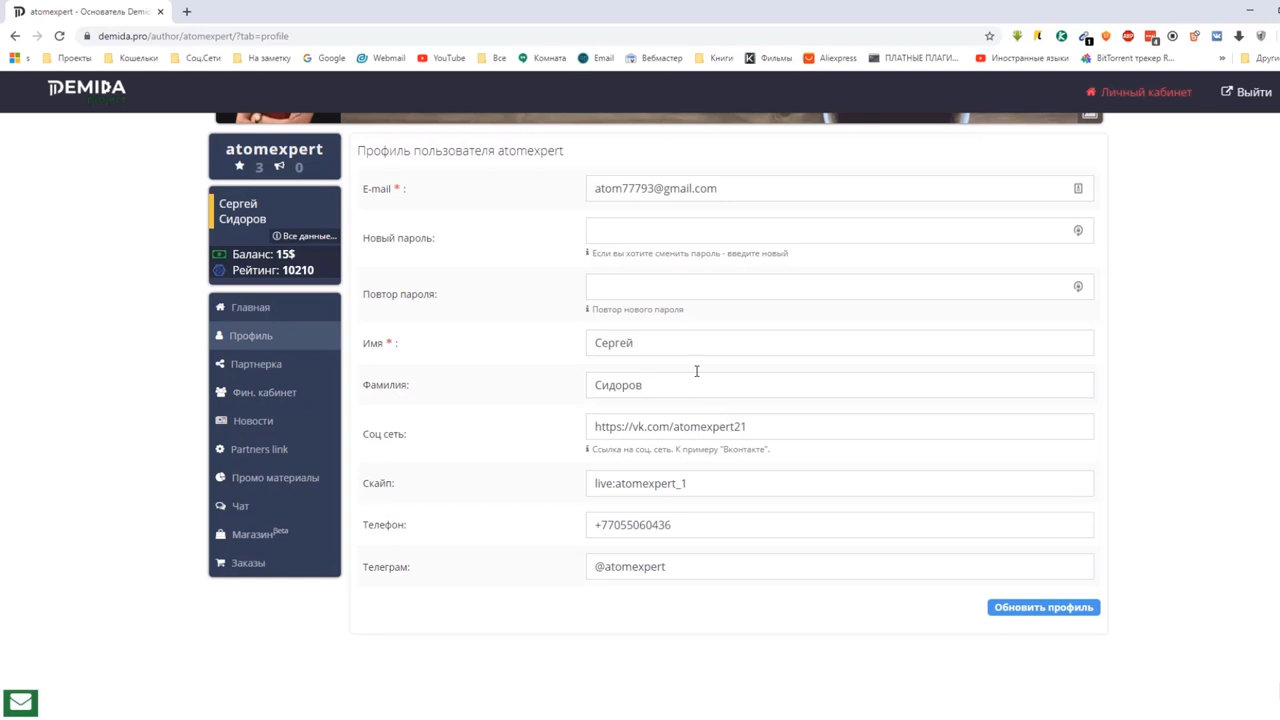 atomexpert - Основатель Demid
demida.pro/author/atomexpert/?tab=profile
s Проекты Кошельки Соц.Сети На заметку Google Webmail YouTube Все Комната Email Вебмастер Книги Фильмы Aliexpress ПЛАТНЫЕ ПЛАГИ... Иностранные языки BitTorrent трекер R... » Други
DEMIDA
PROJECT
Личный кабинет
Выйти
atomexpert
3 0
Сергей
Сидоров
Все данные...
Баланс: 15$
Рейтинг: 10210
Главная
Профиль
Партнерка
Фин. кабинет
Новости
Partners link
Промо материалы
Чат
Магазин Beta
Заказы
Профиль пользователя atomexpert
E-mail * : atom77793@gmail.com
Новый пароль:
Если вы хотите сменить пароль - введите новый
Повтор пароля:
Повтор нового пароля
Имя * : Сергей
Фамилия: Сидоров
Соц сеть: https://vk.com/atomexpert21
Ссылка на соц. сеть. К примеру "Вконтакте".
Скайп: live:atomexpert_1
Телефон: +77055060436
Телеграм: @atomexpert
Обновить профиль